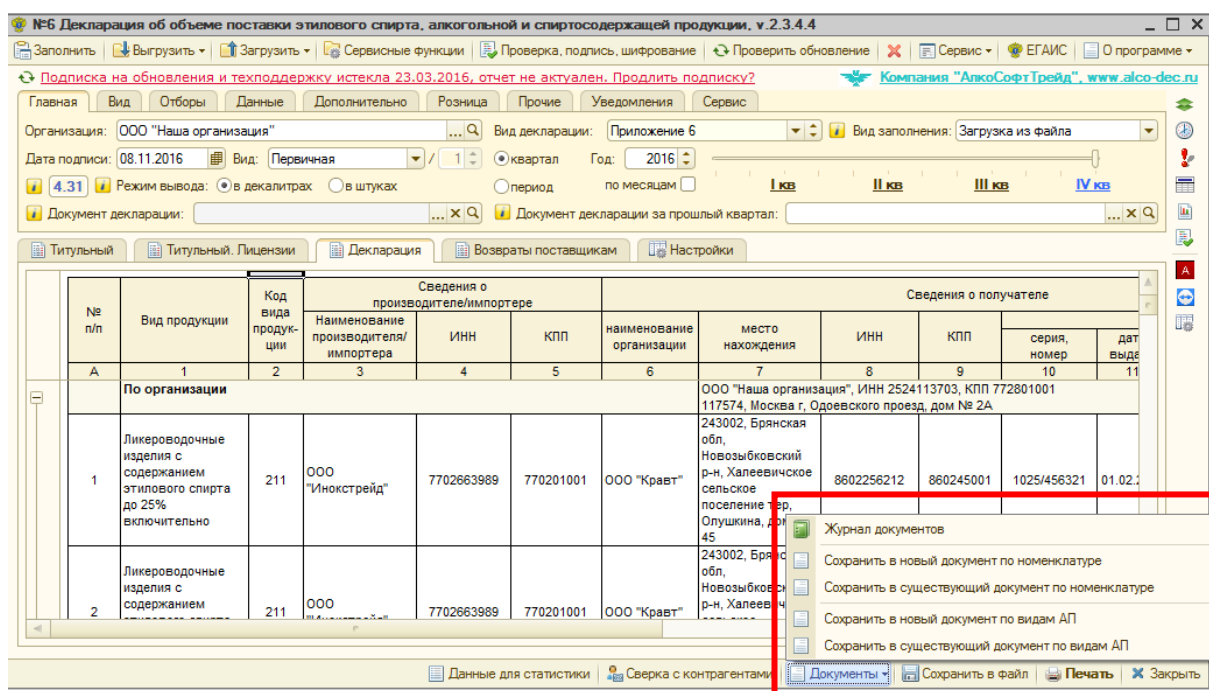 №6 Декларация об объеме поставки этилового спирта, алкогольной и спиртосодержащей продукции, v.2.3.4.4
Заполнить Выгрузить Загрузить Сервисные функции Проверка, подпись, шифрование Проверить обновление Сервис ЕГАИС О программе
Подписка на обновления и техподдержку истекла 23.03.2016, отчет не актуален. Продлить подписку? Компания "АлкоСофтТрейд", www.alco-dec.ru
Главная Вид Отборы Данные Дополнительно Розница Прочие Уведомления Сервис
Организация: ООО "Наша организация" ... Вид декларации: Приложение 6 Вид заполнения: Загрузка из файла
Дата подписи: 08.11.2016 Вид: Первичная / 1 квартал Год: 2016
4.31 Режим вывода: в декалитрах в штуках период по месяцам I кв II кв III кв IV кв
Документ декларации: ... x Документ декларации за прошлый квартал: ... x
Титульный Титульный. Лицензии Декларация Возвраты поставщикам Настройки
№ п/п
Вид продукции
Код вида продук-ции
Сведения о производителе/импортере
Сведения о получателе
Наименование производителя/ импортера
ИНН
КПП
наименование организации
место нахождения
ИНН
КПП
серия, номер
дат
выда
А 1 2 3 4 5 6 7 8 9 10 11
По организации
ООО "Наша организация", ИНН 2524113703, КПП 772801001
117574, Москва г, Одоевского проезд, дом № 2А
1
Ликероводочные
изделия с
содержанием
этилового спирта
до 25%
включительно
211
ООО
"Инокстрейд"
7702663989
770201001
ООО "Кравт"
243002, Брянская
обл,
Новозыбковский
р-н, Халеевичское
сельское
поселение тер,
Олушкина, до
45
8602256212
860245001
1025/456321
01.02.
2
Ликероводочные
изделия с
содержанием
211
ООО
7702663989
770201001
ООО "Кравт"
243002, Брянс
обл,
Новозыбковс
р-н, Халееви
Журнал документов
Сохранить в новый документ по номенклатуре
Сохранить в существующий документ по номенклатуре
Сохранить в новый документ по видам АП
Сохранить в существующий документ по видам АП
Данные для статистики Сверка с контрагентами Документы Сохранить в файл Печать Закрыть